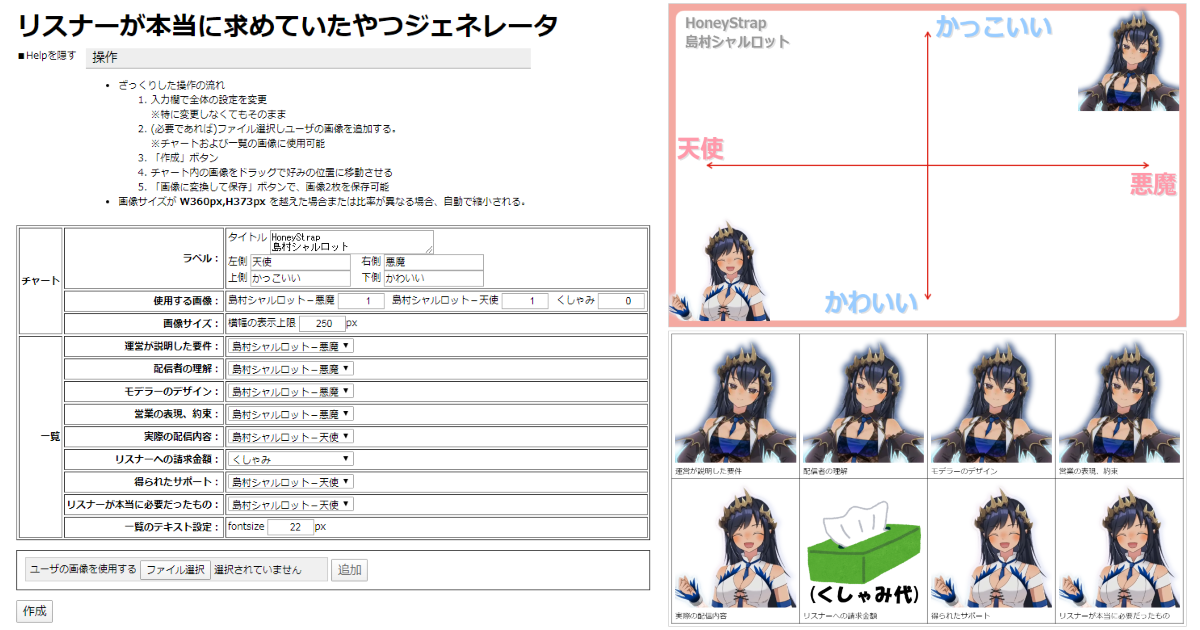 リスナーが本当に求めていたやつジェネレータ
■Helpを隠す
操作
• ざっくりした操作の流れ
1. 入力欄で全体の設定を変更
※特に変更しなくてもそのまま
2. (必要であれば)ファイル選択しユーザの画像を追加する。
※チャートおよび一覧の画像に使用可能
3. 「作成」ボタン
4. チャート内の画像をドラッグで好みの位置に移動させる
5. 「画像に変換して保存」ボタンで、画像2枚を保存可能
• 画像サイズが W360px,H373px を越えた場合または比率が異なる場合、自動で縮小される。
チャート
ラベル：
タイトル HoneyStrap
島村シャルロット
左側 天使 右側 悪魔
上側 かっこいい 下側 かわいい
使用する画像： 島村シャルロット－悪魔 1 島村シャルロット－天使 1 くしゃみ 0
画像サイズ： 横幅の表示上限 250 px
一覧
運営が説明した要件： 島村シャルロット－悪魔 ▼
配信者の理解： 島村シャルロット－悪魔 ▼
モデラーのデザイン： 島村シャルロット－悪魔 ▼
営業の表現、約束： 島村シャルロット－悪魔 ▼
実際の配信内容： 島村シャルロット－天使 ▼
リスナーへの請求金額： くしゃみ ▼
得られたサポート： 島村シャルロット－天使 ▼
リスナーが本当に必要だったもの： 島村シャルロット－天使 ▼
一覧のテキスト設定： fontsize 22 px
ユーザの画像を使用する ファイル選択 選択されていません 追加
作成
HoneyStrap
島村シャルロット
かっこいい
天使
悪魔
かわいい
運営が説明した要件
配信者の理解
モデラーのデザイン
営業の表現、約束
(くしゃみ代)
実際の配信内容
リスナーへの請求金額
得られたサポート
リスナーが本当に必要だったもの